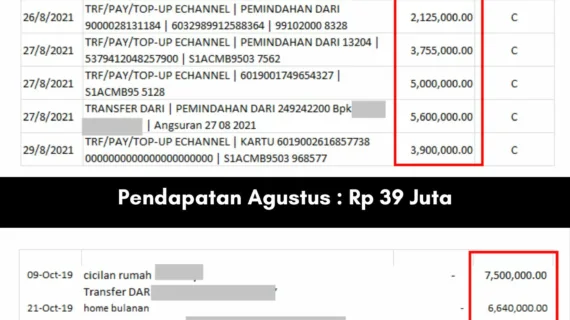 26/8/2021 TRF/PAY/TOP-UP ECHANNEL | PEMINDAHAN DARI 2,125,000.00 C
9000028131184 | 6032989912588364 | 99102000 8328
27/8/2021 TRF/PAY/TOP-UP ECHANNEL | PEMINDAHAN DARI 13204 | 3,755,000.00 C
5379412048257900 | S1ACMB9503 7562
27/8/2021 TRF/PAY/TOP-UP ECHANNEL | 6019001749654327 | 5,000,000.00 C
S1ACMB95 5128
27/8/2021 TRANSFER DARI | PEMINDAHAN DARI 249242200 Bpk 5,600,000.00 C
| Angsuran 27 08 2021
29/8/2021 TRF/PAY/TOP-UP ECHANNEL | KARTU 6019002616857738 3,900,000.00 C
0000000000000000000000 | S1ACMB9503 968577
Pendapatan Agustus : Rp 39 Juta
09-Oct-19 cicilan rumah - 7,500,000.00
Transfer DAR
21-Oct-19 home bulanan - 6,640,000.00